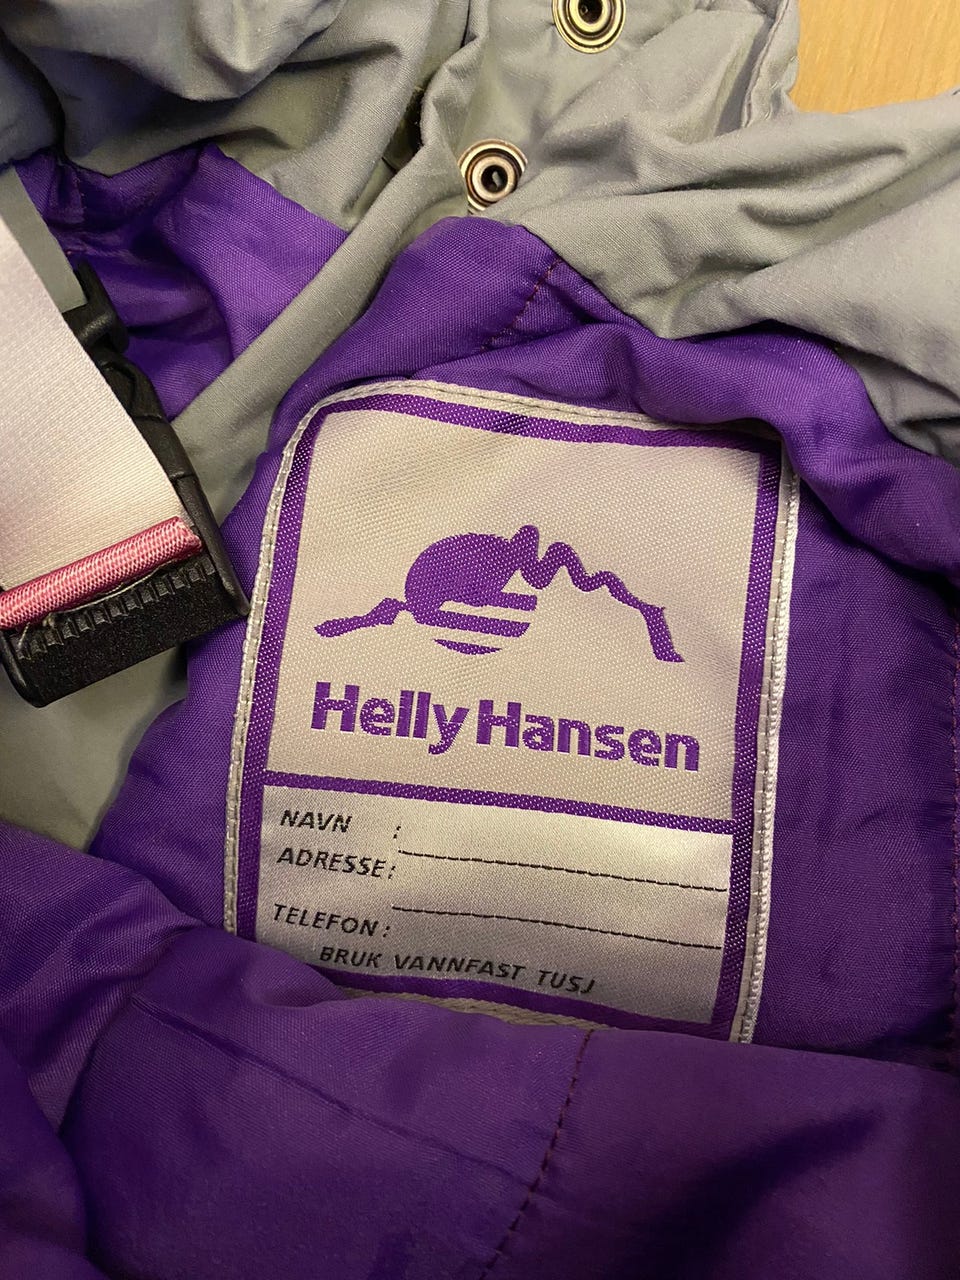 Helly Hansen
NAVN :
ADRESSE:
TELEFON:
BRUK VANNFAST TUSJ